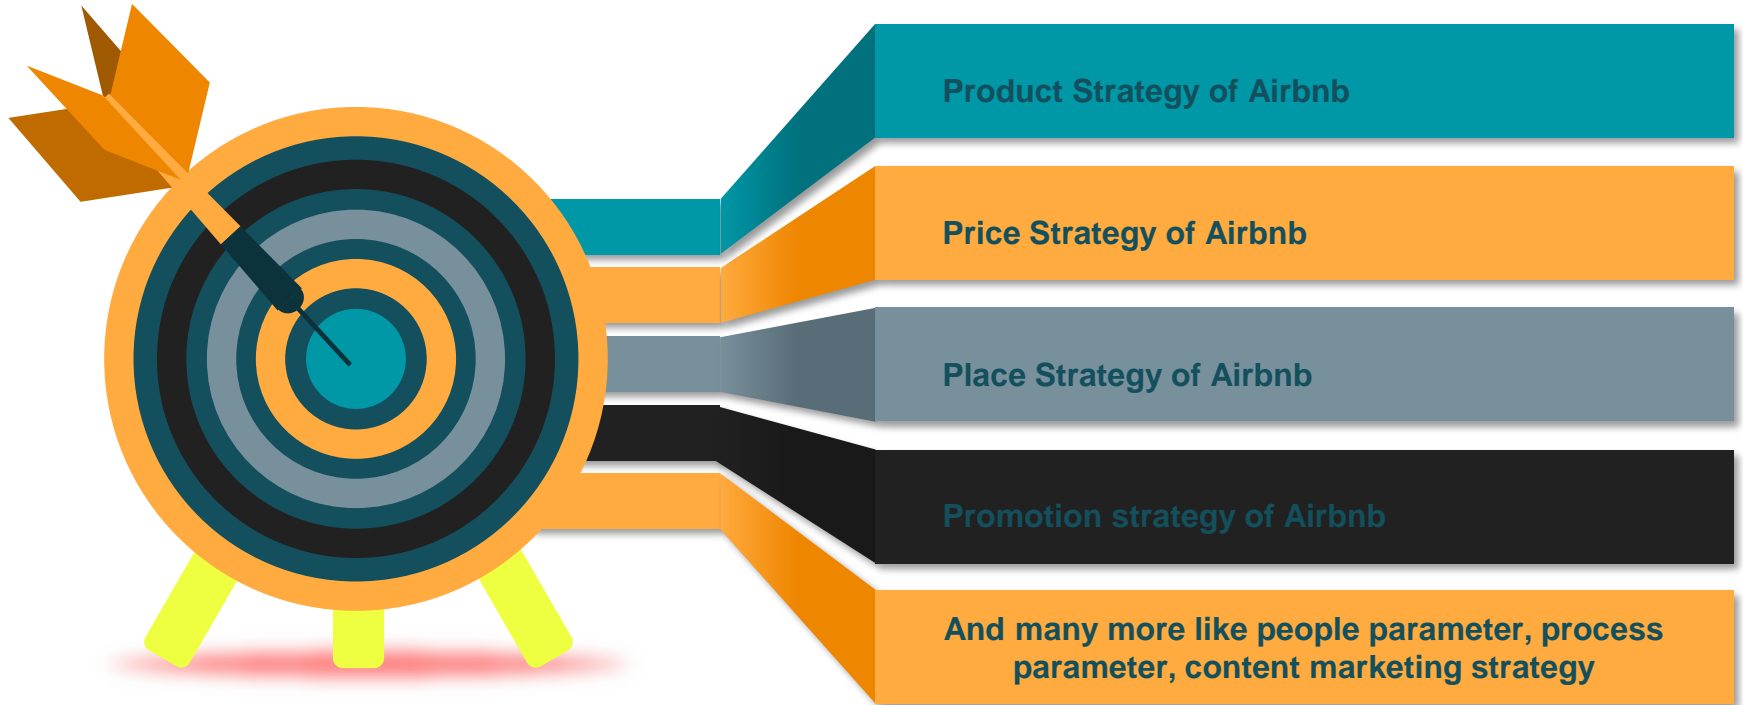 Product Strategy of Airbnb
Price Strategy of Airbnb
Place Strategy of Airbnb
Promotion strategy of Airbnb
And many more like people parameter, process
parameter, content marketing strategy